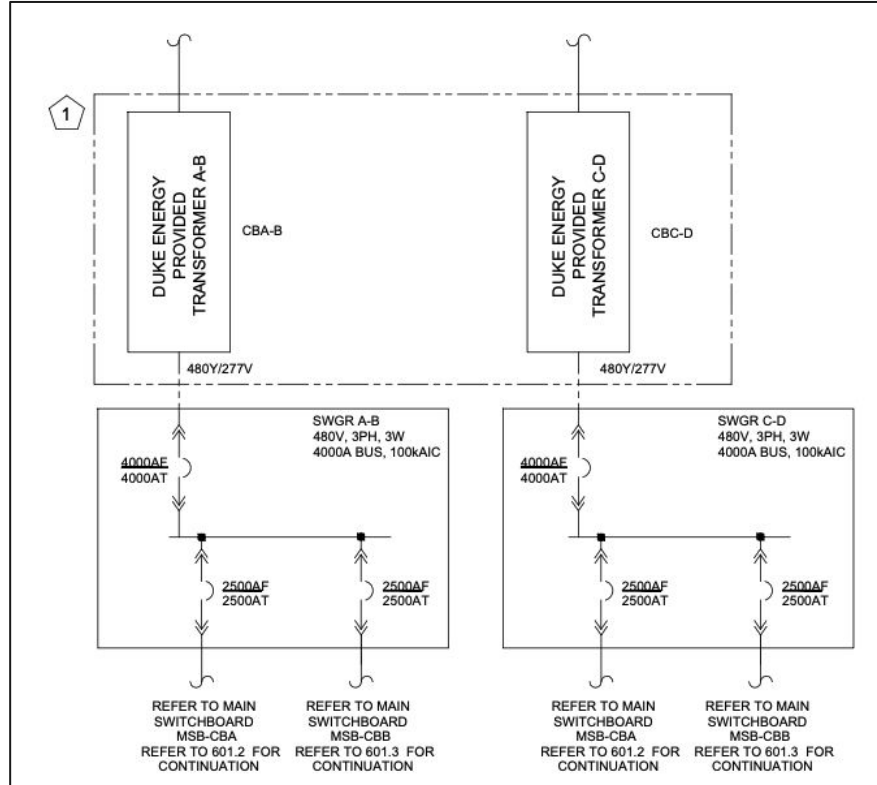 1
DUKE ENERGY
PROVIDED
TRANSFORMER A-B
CBA-B
480Y/277V
DUKE ENERGY
PROVIDED
TRANSFORMER C-D
CBC-D
480Y/277V
SWGR A-B
480V, 3PH, 3W
4000A BUS, 100kAIC
4000AF
4000AT
2500AF
2500AT
2500AF
2500AT
SWGR C-D
480V, 3PH, 3W
4000A BUS, 100kAIC
4000AF
4000AT
2500AF
2500AT
2500AF
2500AT
REFER TO MAIN
SWITCHBOARD
MSB-CBA
REFER TO 601.2 FOR
CONTINUATION
REFER TO MAIN
SWITCHBOARD
MSB-CBB
REFER TO 601.3 FOR
CONTINUATION
REFER TO MAIN
SWITCHBOARD
MSB-CBA
REFER TO 601.2 FOR
CONTINUATION
REFER TO MAIN
SWITCHBOARD
MSB-CBB
REFER TO 601.3 FOR
CONTINUATION